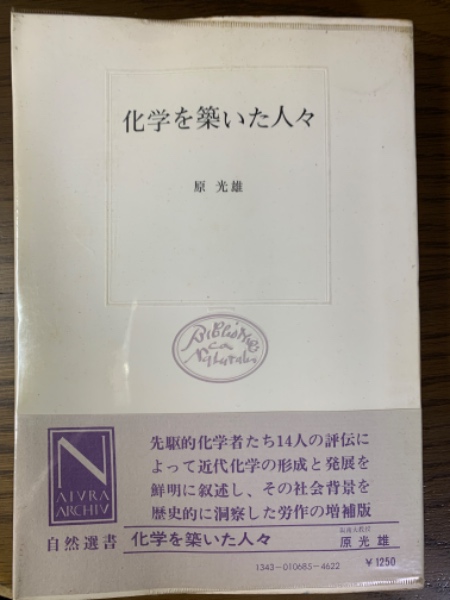 化学を築いた人々
原 光雄
N
ATVRA
ARCHIV
先駆的化学者たち14人の評伝に
よって近代化学の形成と発展を
鮮明に叙述し、その社会背景を
歴史的に洞察した労作の増補版
自然選書
化学を築いた人々
原 光 雄
1343-010685-4622
¥1250